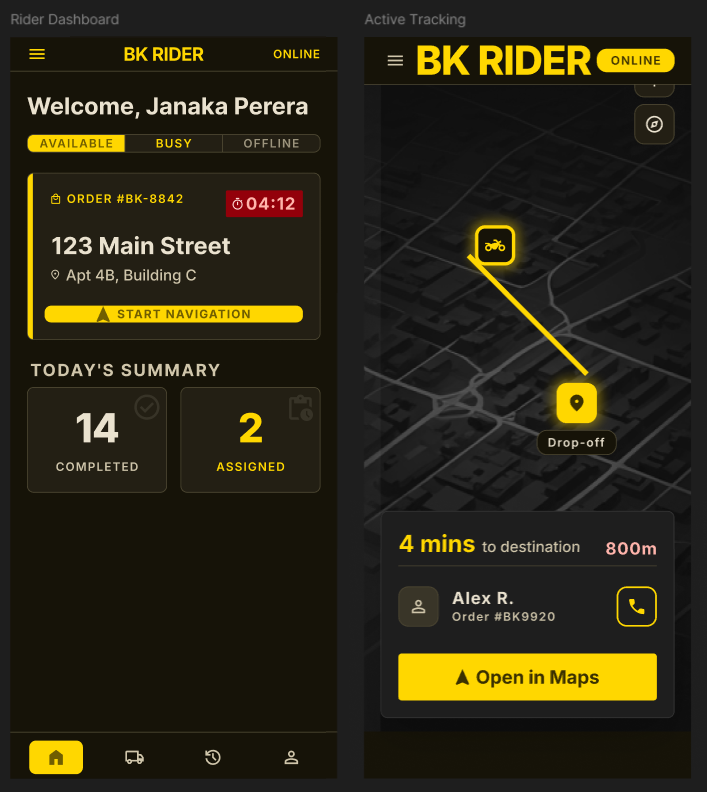 Rider Dashboard
BK RIDER
ONLINE
Welcome, Janaka Perera
AVAILABLE
BUSY
OFFLINE
ORDER #BK-8842
04:12
123 Main Street
Apt 4B, Building C
START NAVIGATION
TODAY'S SUMMARY
14
COMPLETED
2
ASSIGNED
Active Tracking
BK RIDER
ONLINE
Drop-off
4 mins to destination
800m
Alex R.
Order #BK9920
Open in Maps